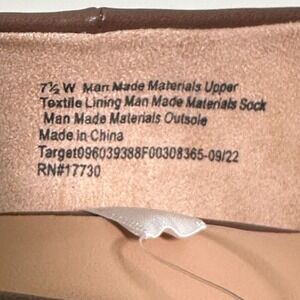 7½ W Man Made Materials Upper
Textile Lining Man Made Materials Sock
Man Made Materials Outsole
Made in China
Target096039388F00308365-09/22
RN#17730